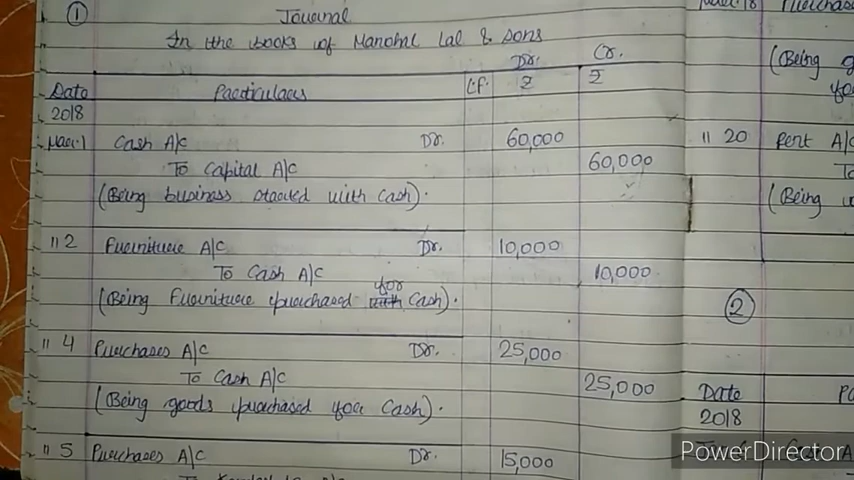 1
Journal
In the books of Manohar Lal & Sons
Dr. Cr.
Date Particulars L.F. ₹ ₹
2018
Mar.1 Cash A/c Dr. 60,000
To Capital A/c 60,000
(Being business started with cash).
"2 Furniture A/c Dr. 10,000
To Cash A/c 10,000
for
(Being Furniture purchased with Cash).
"4 Purchases A/c Dr. 25,000
To Cash A/c 25,000
(Being goods purchased for Cash).
"5 Purchases A/c Dr. 15,000
(Being
"20 Rent A/c
To
(Being
2
Date
2018
PowerDirector